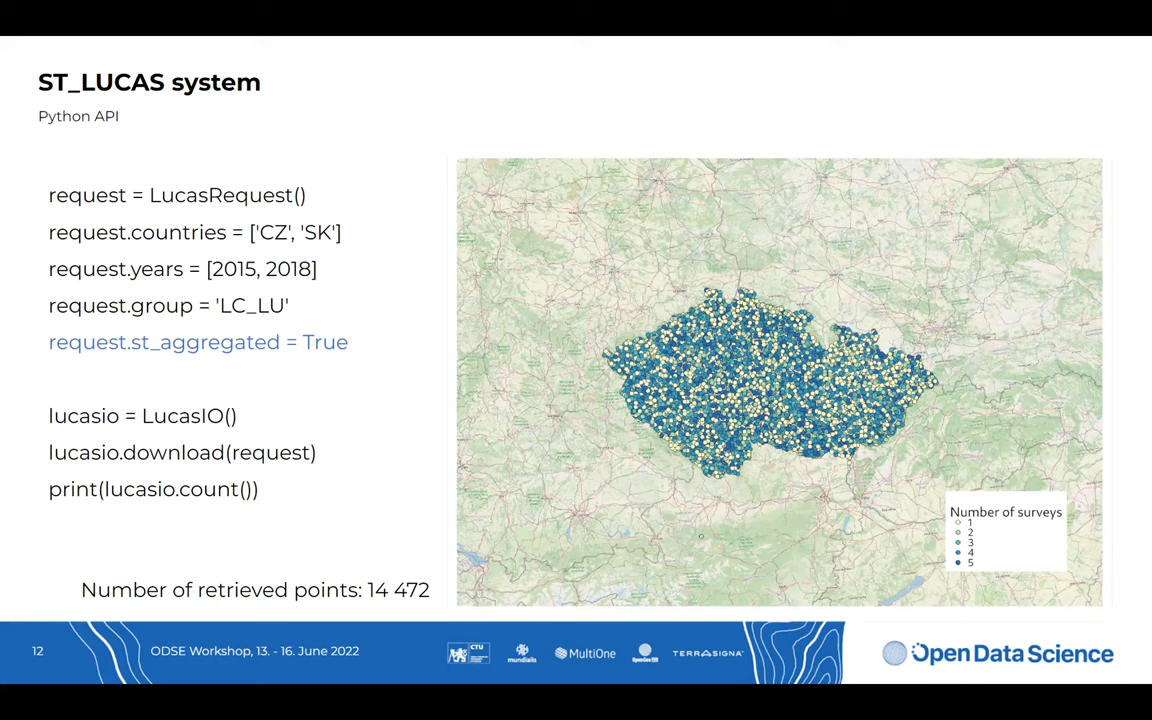 ST_LUCAS system
Python API
request = LucasRequest()
request.countries = ['CZ', 'SK']
request.years = [2015, 2018]
request.group = 'LC_LU'
request.st_aggregated = True
lucasio = LucasIO()
lucasio.download(request)
print(lucasio.count())
Number of retrieved points: 14 472
Number of surveys
1
2
3
4
5
12
ODSE Workshop, 13. - 16. June 2022
CTU
mundialis
MultiOne
OpenGeo
TERRASIGNA
Open Data Science